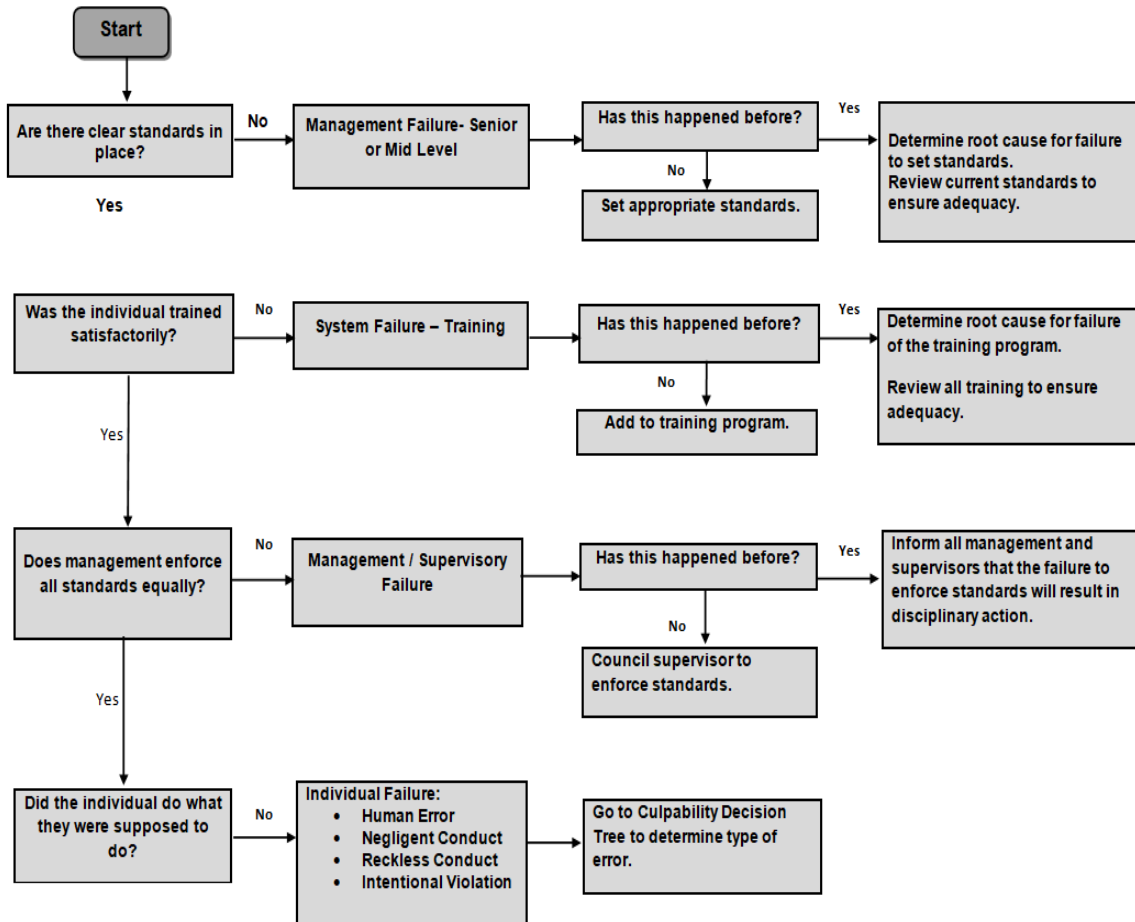 Start
Are there clear standards in
place?
No
Management Failure- Senior
or Mid Level
Has this happened before?
Yes
Determine root cause for failure
to set standards.
Review current standards to
ensure adequacy.
No
Set appropriate standards.
Yes
Was the individual trained
satisfactorily?
No
System Failure – Training
Has this happened before?
Yes
Determine root cause for failure
of the training program.
Review all training to ensure
adequacy.
No
Add to training program.
Yes
Does management enforce
all standards equally?
No
Management / Supervisory
Failure
Has this happened before?
Yes
Inform all management and
supervisors that the failure to
enforce standards will result in
disciplinary action.
No
Council supervisor to
enforce standards.
Yes
Did the individual do what
they were supposed to
do?
No
Individual Failure:
• Human Error
• Negligent Conduct
• Reckless Conduct
• Intentional Violation
Go to Culpability Decision
Tree to determine type of
error.